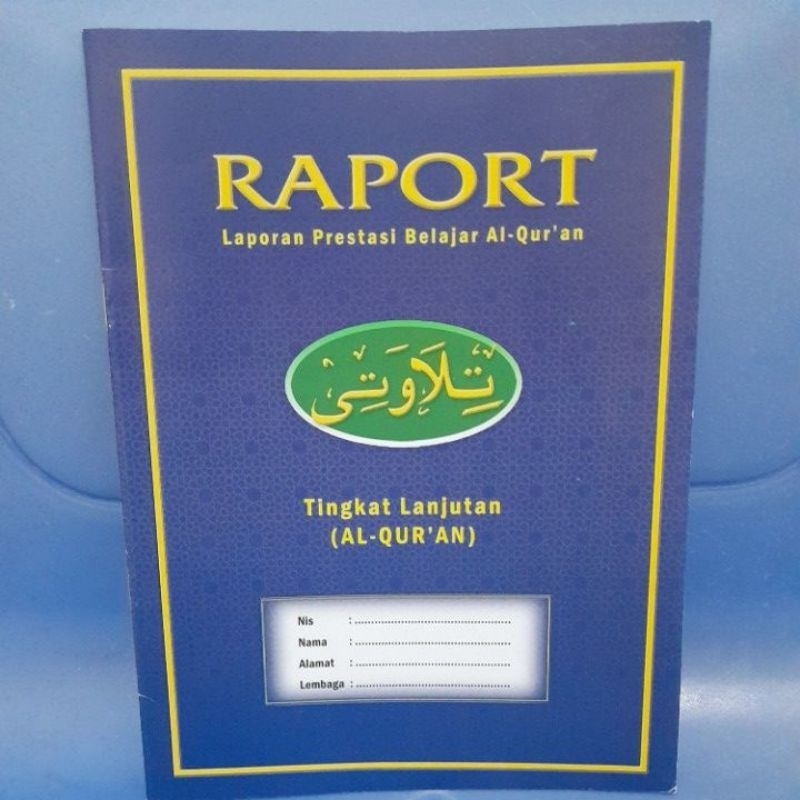 RAPORT
Laporan Prestasi Belajar Al-Qur'an
تِلَاوَتِى
Tingkat Lanjutan
(AL-QUR'AN)
Nis : ..................................................
Nama : ..................................................
Alamat : ..................................................
Lembaga : ..................................................